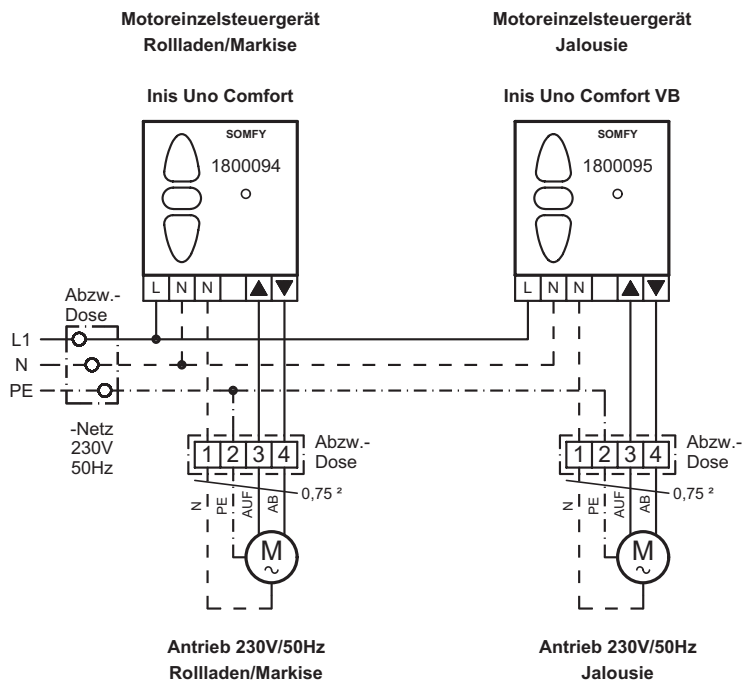 Motoreinzelsteuergerät
Rollladen/Markise
Motoreinzelsteuergerät
Jalousie
Inis Uno Comfort
Inis Uno Comfort VB
SOMFY
1800094
SOMFY
1800095
L N N ▲ ▼
L N N ▲ ▼
Abzw.-
Dose
L1
N
PE
-Netz
230V
50Hz
1 2 3 4
Abzw.-
Dose
1 2 3 4
Abzw.-
Dose
0,75 ²
0,75 ²
N PE AUF AB
N PE AUF AB
M
~
M
~
Antrieb 230V/50Hz
Rollladen/Markise
Antrieb 230V/50Hz
Jalousie